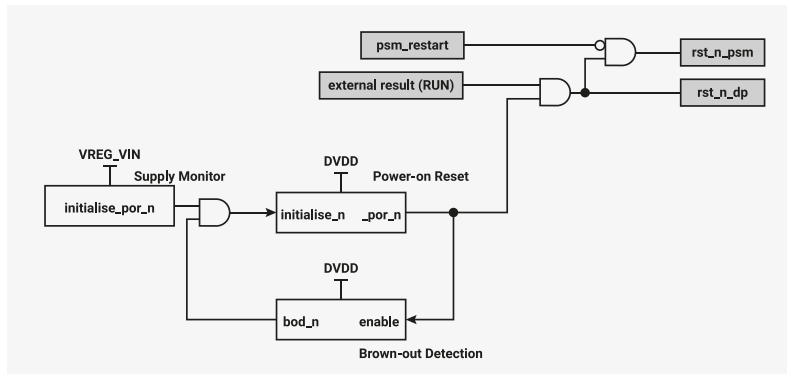 psm_restart
rst_n_psm
external result (RUN)
rst_n_dp
VREG_VIN
Supply Monitor
initialise_por_n
DVDD
Power-on Reset
initialise_n
_por_n
DVDD
bod_n
enable
Brown-out Detection